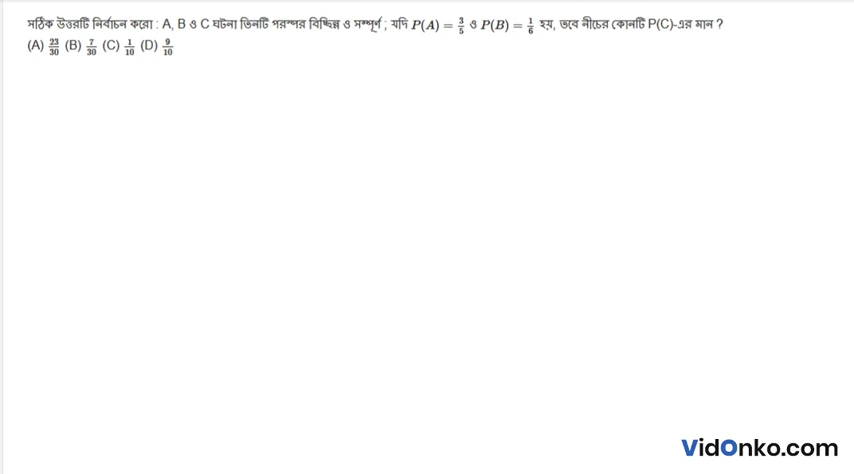 সঠিক উত্তরটি নির্বাচন করো : A, B ও C ঘটনা তিনটি পরস্পর বিচ্ছিন্ন ও সম্পূর্ণ ; যদি P(A) = 3/5 ও P(B) = 1/6 হয়, তবে নীচের কোনটি P(C)-এর মান ?
(A) 23/30 (B) 7/30 (C) 1/10 (D) 9/10
VidOnko.com